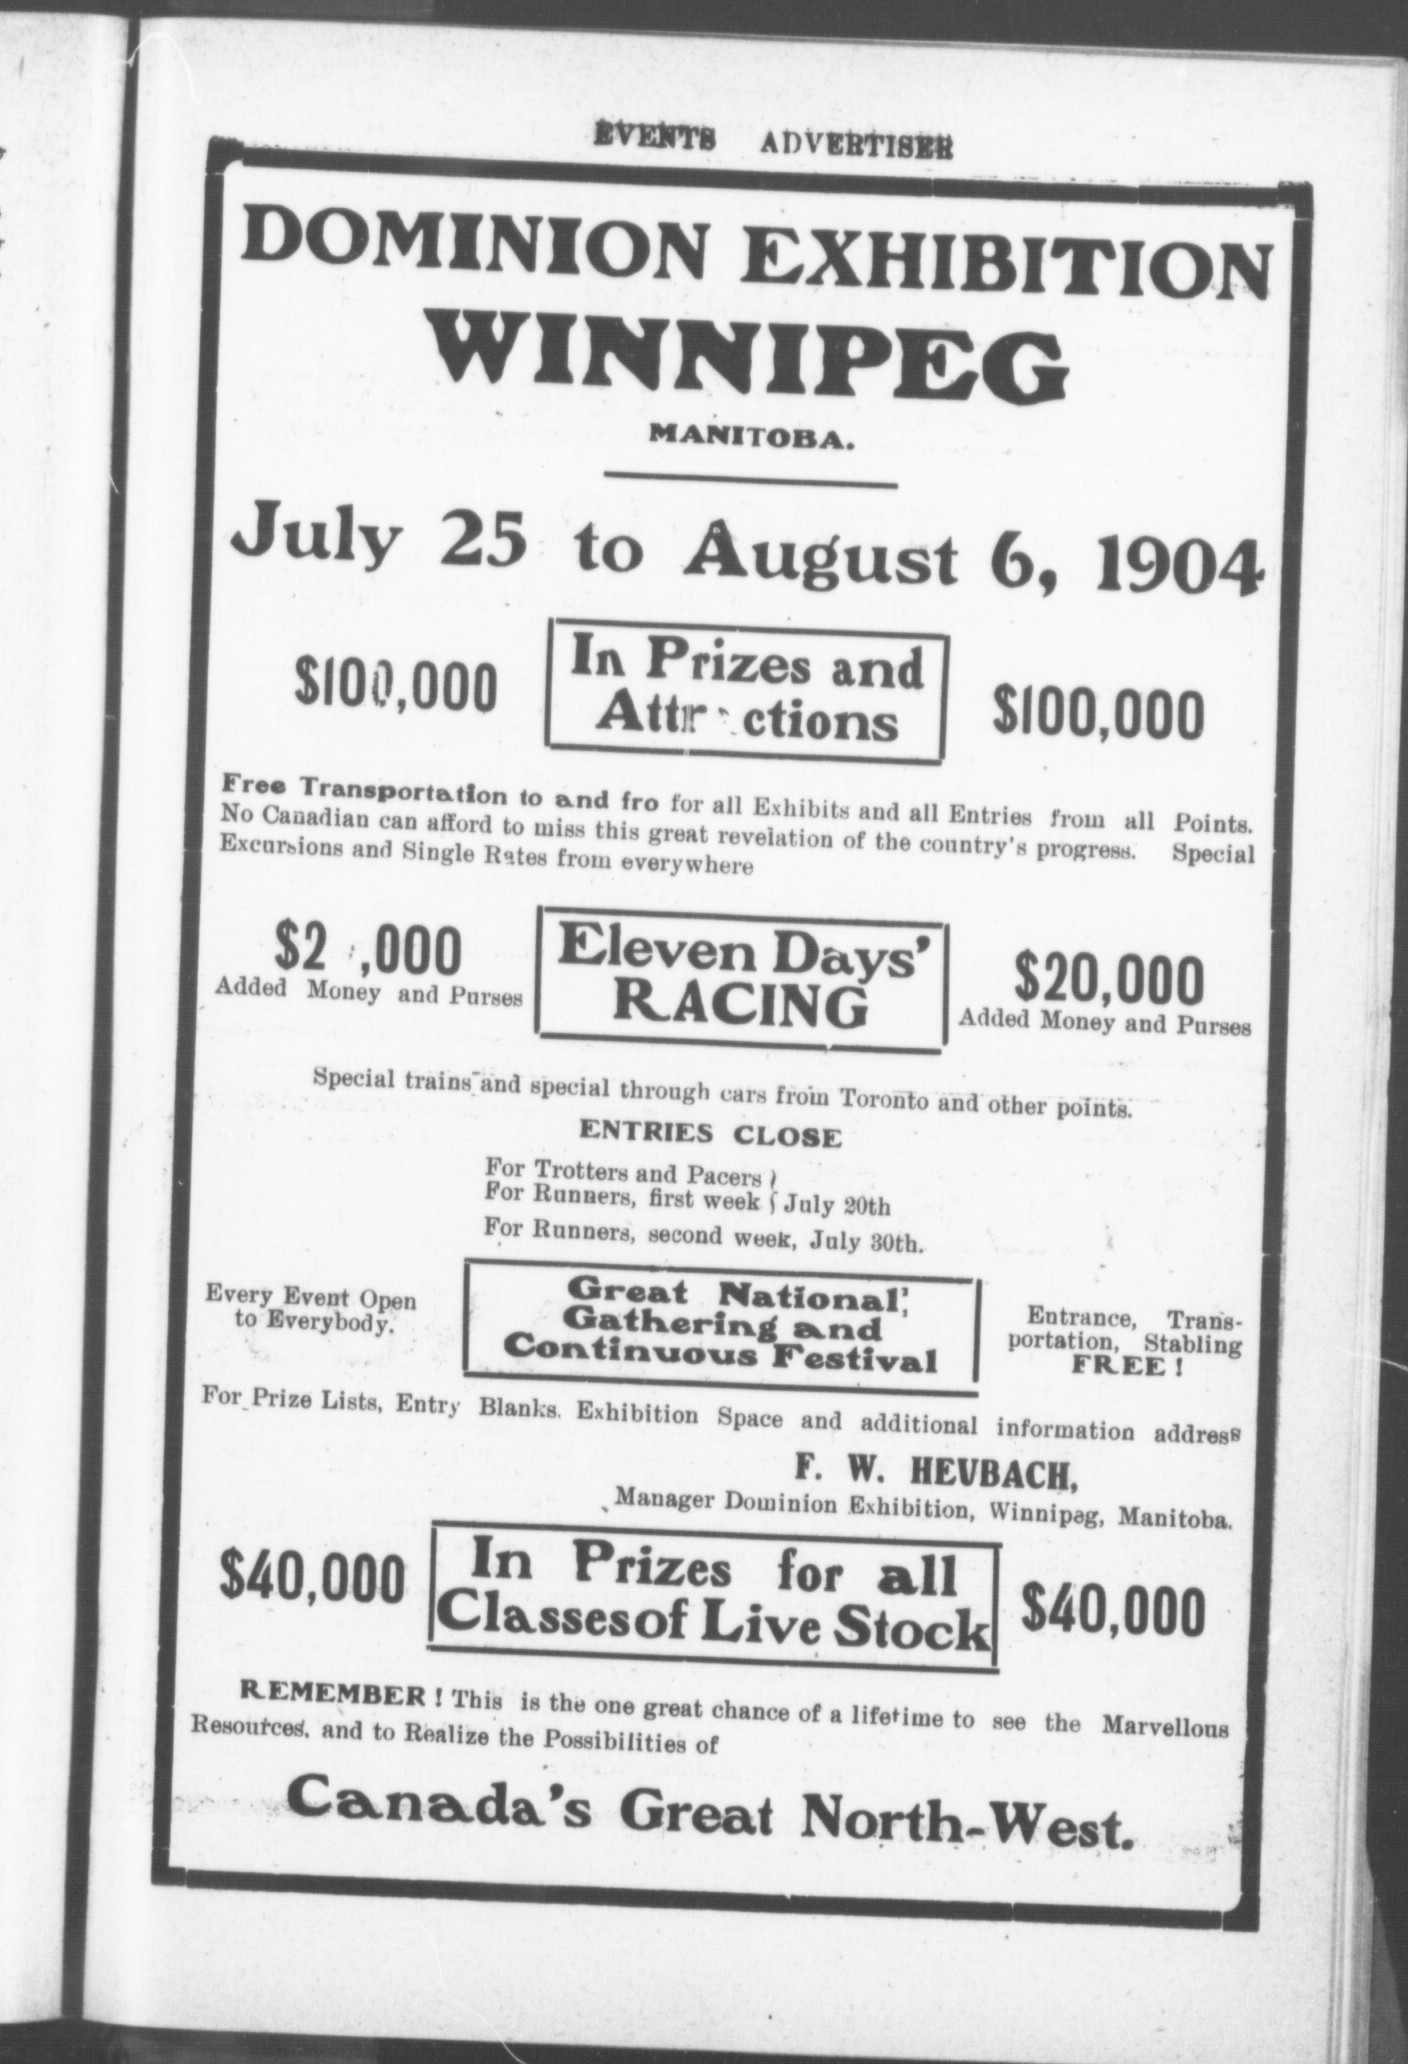 EVENTS ADVERTISER
DOMINION EXHIBITION
WINNIPEG
MANITOBA.
July 25 to August 6, 1904
$100,000
In Prizes and
Attr ctions
$100,000
Free Transportation to and fro for all Exhibits and all Entries from all Points.
No Canadian can afford to miss this great revelation of the country's progress. Special
Excursions and Single Rates from everywhere
$2 ,000
Added Money and Purses
Eleven Days'
RACING
$20,000
Added Money and Purses
Special trains and special through cars from Toronto and other points.
ENTRIES CLOSE
For Trotters and Pacers }
For Runners, first week } July 20th
For Runners, second week, July 30th.
Every Event Open
to Everybody.
Great National
Gathering and
Continuous Festival
Entrance, Trans-
portation, Stabling
FREE!
For Prize Lists, Entry Blanks. Exhibition Space and additional information address
F. W. HEUBACH,
Manager Dominion Exhibition, Winnipeg, Manitoba.
$40,000
In Prizes for all
Classes of Live Stock
$40,000
REMEMBER! This is the one great chance of a lifetime to see the Marvellous
Resources, and to Realize the Possibilities of
Canada's Great North-West.